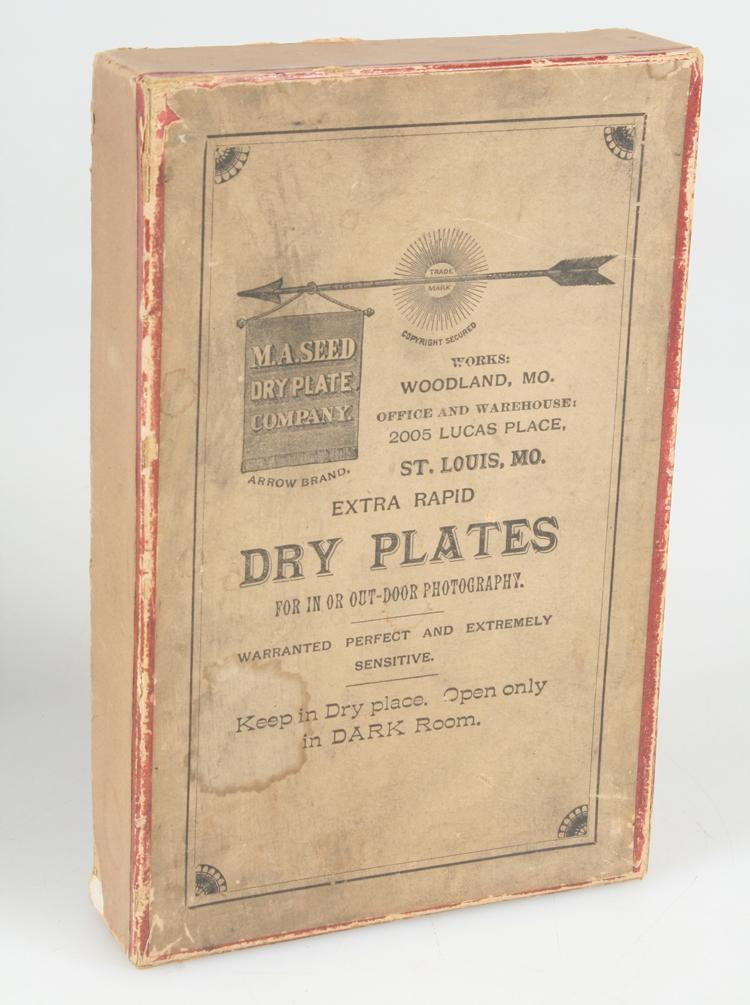 TRADE
MARK
COPYRIGHT SECURED
M.A. SEED
DRY PLATE
COMPANY.
ARROW BRAND.
WORKS:
WOODLAND, MO.
OFFICE AND WAREHOUSE:
2005 LUCAS PLACE,
ST. LOUIS, MO.
EXTRA RAPID
DRY PLATES
FOR IN OR OUT-DOOR PHOTOGRAPHY.
WARRANTED PERFECT AND EXTREMELY
SENSITIVE.
Keep in Dry place. Open only
in DARK Room.